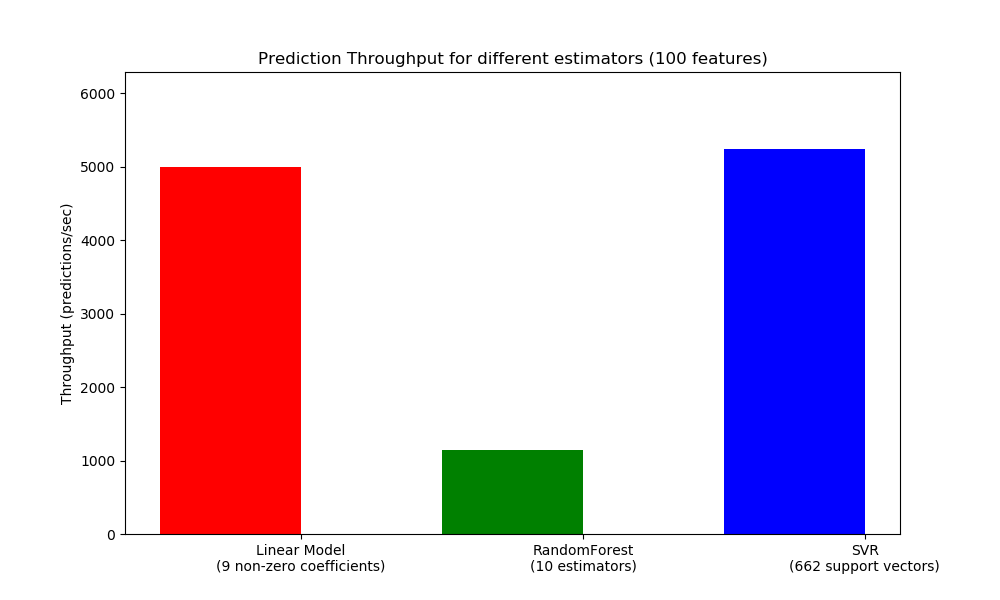 Prediction Throughput for different estimators (100 features)
6000
5000
4000
3000
2000
1000
0
Throughput (predictions/sec)
Linear Model
(9 non-zero coefficients)
RandomForest
(10 estimators)
SVR
(662 support vectors)